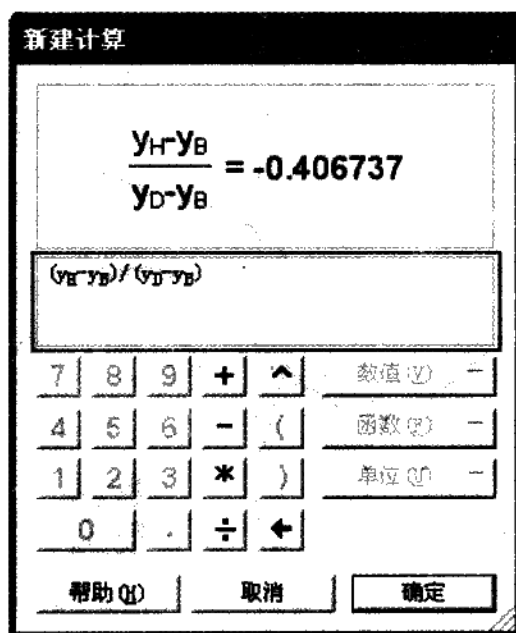 新建计算
yH-yB
yD-yB
= -0.406737
(yH-yB)/(yD-yB)
7 8 9 + ^ 数值(V)
4 5 6 - ( 函数(F)
1 2 3 * ) 单位(U)
0 . ÷ ←
帮助(H) 取消 确定